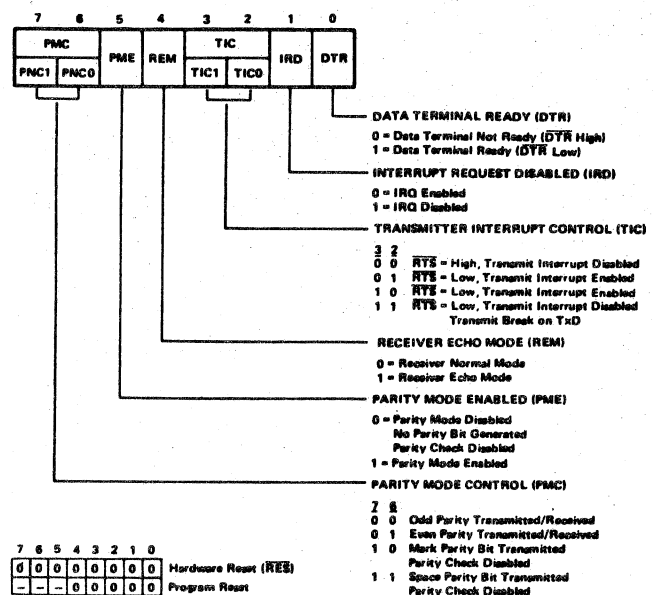 7 6 5 4 3 2 1 0
PMC PME REM TIC IRD DTR
PNC1 PNC0 TIC1 TIC0
DATA TERMINAL READY (DTR)
0 = Data Terminal Not Ready (DTR High)
1 = Data Terminal Ready (DTR Low)
INTERRUPT REQUEST DISABLED (IRD)
0 = IRQ Enabled
1 = IRQ Disabled
TRANSMITTER INTERRUPT CONTROL (TIC)
3 2
0 0 RTS = High, Transmit Interrupt Disabled
0 1 RTS = Low, Transmit Interrupt Enabled
1 0 RTS = Low, Transmit Interrupt Enabled
1 1 RTS = Low, Transmit Interrupt Disabled
Transmit Break on TxD
RECEIVER ECHO MODE (REM)
0 = Receiver Normal Mode
1 = Receiver Echo Mode
PARITY MODE ENABLED (PME)
0 = Parity Mode Disabled
No Parity Bit Generated
Parity Check Disabled
1 = Parity Mode Enabled
PARITY MODE CONTROL (PMC)
7 6
0 0 Odd Parity Transmitted/Received
0 1 Even Parity Transmitted/Received
1 0 Mark Parity Bit Transmitted
Parity Check Disabled
1 1 Space Parity Bit Transmitted
Parity Check Disabled
7 6 5 4 3 2 1 0
0 0 0 0 0 0 0 0 Hardware Reset (RES)
- - - 0 0 0 0 0 Program Reset